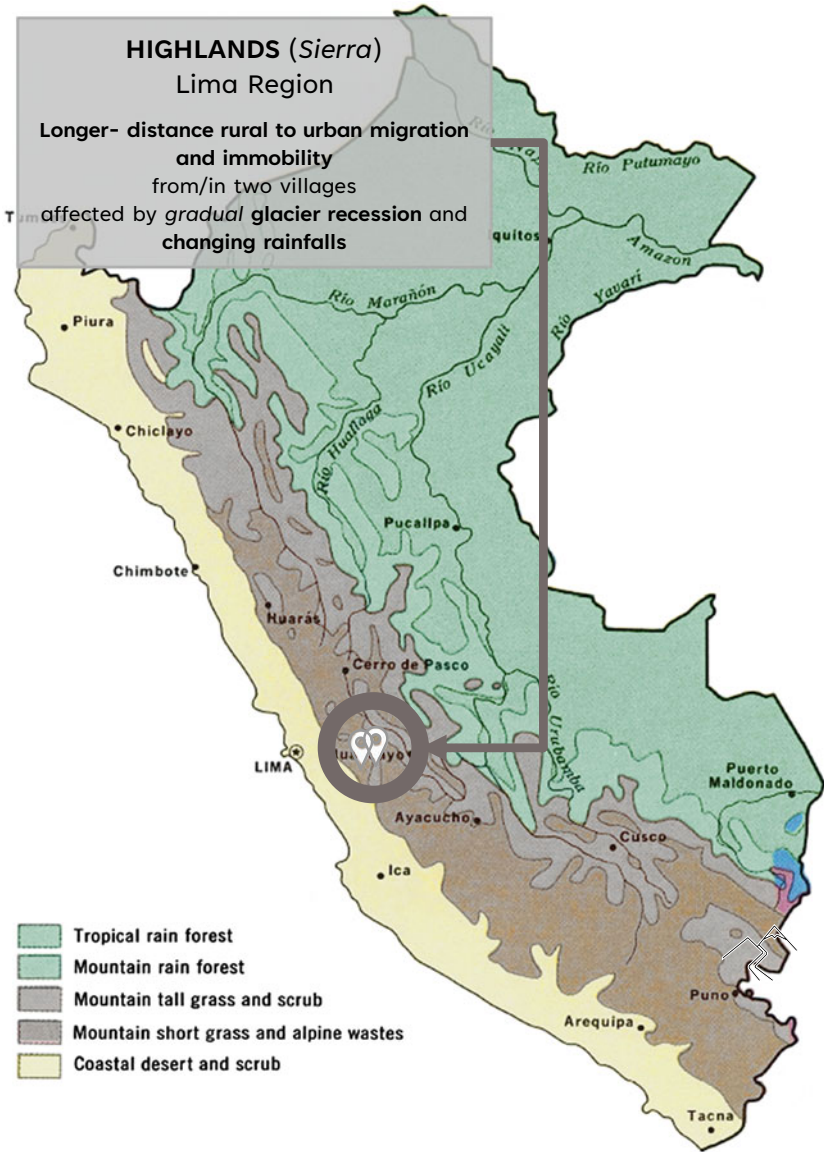 HIGHLANDS (Sierra)
Lima Region
Longer- distance rural to urban migration
and immobility
from/in two villages
affected by gradual glacier recession and
changing rainfalls
Río Putumayo
Amazon
Río Yavarí
Río Marañón
Río Ucayali
Piura
Chiclayo
Río Huallaga
Pucallpa
Chimbote
Huarás
Cerro de Pasco
Río Urubamba
LIMA
Puerto
Maldonado
Ayacucho
Cusco
Ica
Tropical rain forest
Mountain rain forest
Mountain tall grass and scrub
Mountain short grass and alpine wastes
Coastal desert and scrub
Puno
Arequipa
Tacna